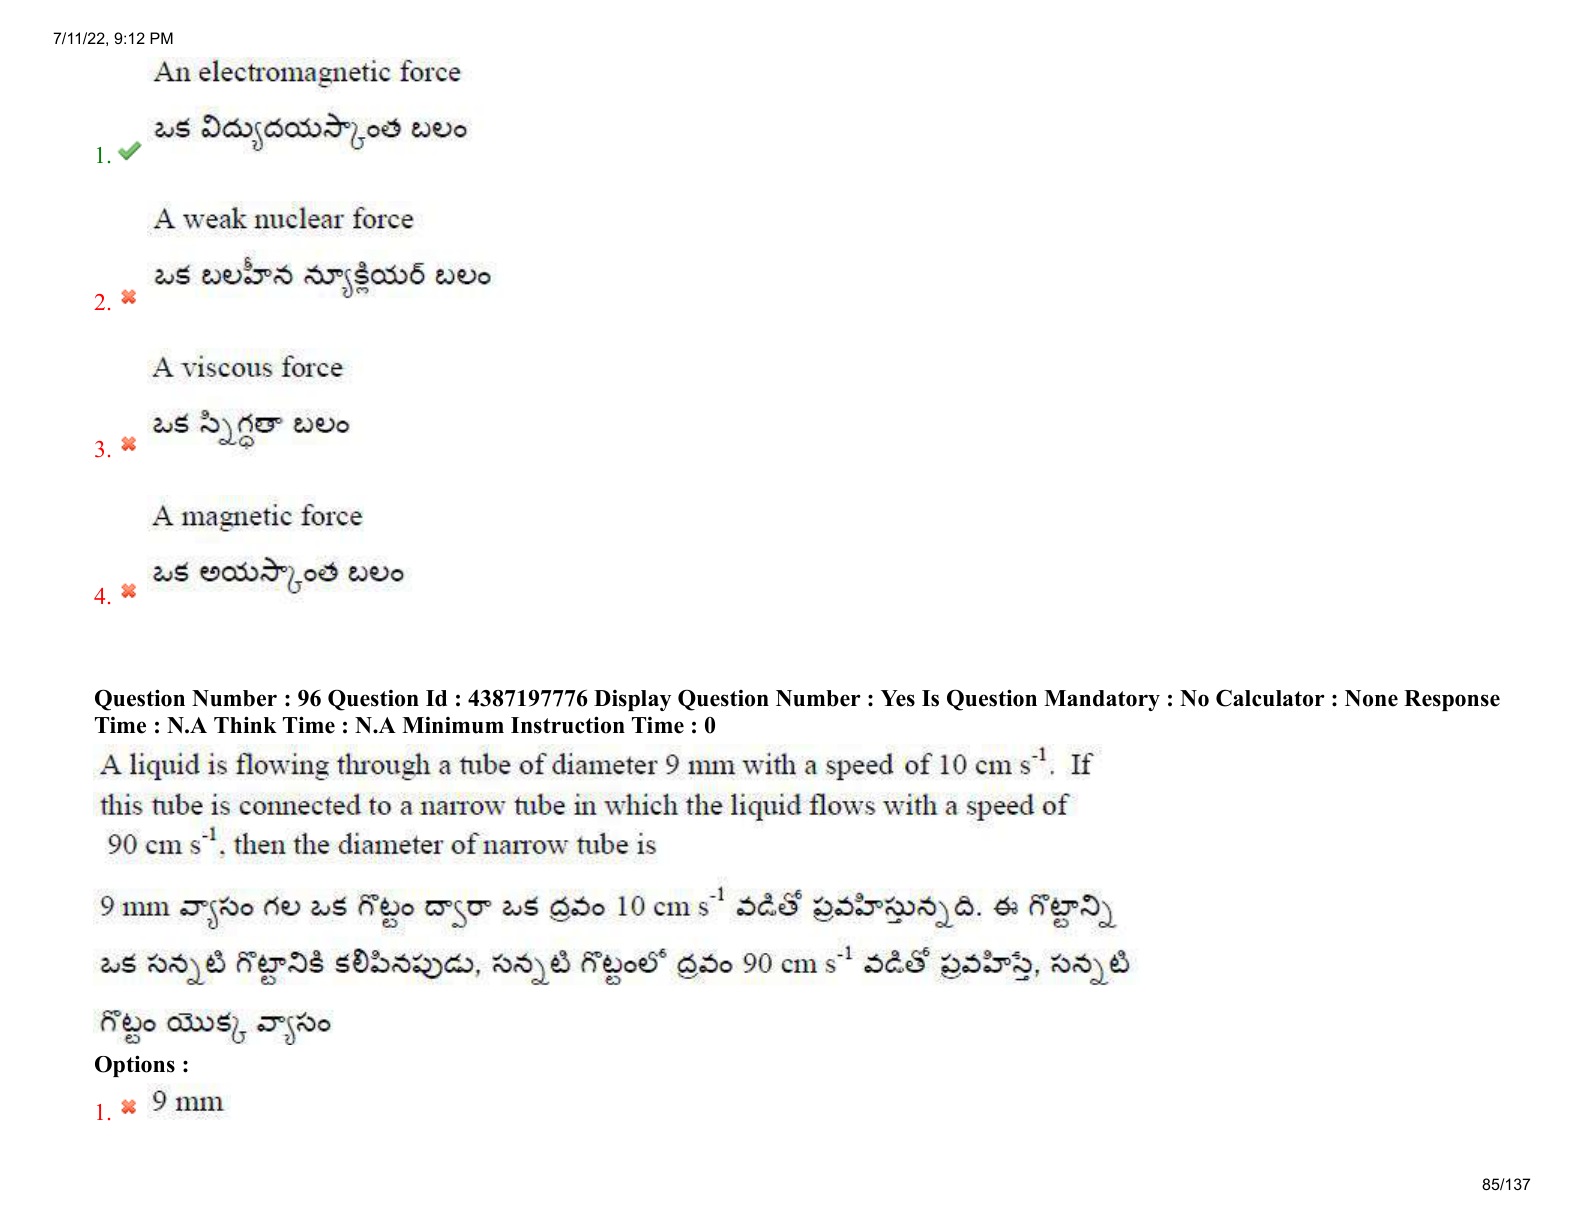 7/11/22, 9:12 PM
An electromagnetic force
ఒక విద్యుదయస్కాంత బలం
1.
A weak nuclear force
ఒక బలహీన న్యూక్లియర్ బలం
2.
A viscous force
ఒక స్నిగ్ధతా బలం
3.
A magnetic force
ఒక అయస్కాంత బలం
4.
Question Number : 96 Question Id : 4387197776 Display Question Number : Yes Is Question Mandatory : No Calculator : None Response
Time : N.A Think Time : N.A Minimum Instruction Time : 0
A liquid is flowing through a tube of diameter 9 mm with a speed of 10 cm s⁻¹. If
this tube is connected to a narrow tube in which the liquid flows with a speed of
90 cm s⁻¹, then the diameter of narrow tube is
9 mm వ్యాసం గల ఒక గొట్టం ద్వారా ఒక ద్రవం 10 cm s⁻¹ వడితో ప్రవహిస్తున్నది. ఈ గొట్టాన్ని
ఒక సన్నటి గొట్టానికి కలిపినపుడు, సన్నటి గొట్టంలో ద్రవం 90 cm s⁻¹ వడితో ప్రవహిస్తే, సన్నటి
గొట్టం యొక్క వ్యాసం
Options :
1. 9 mm
85/137